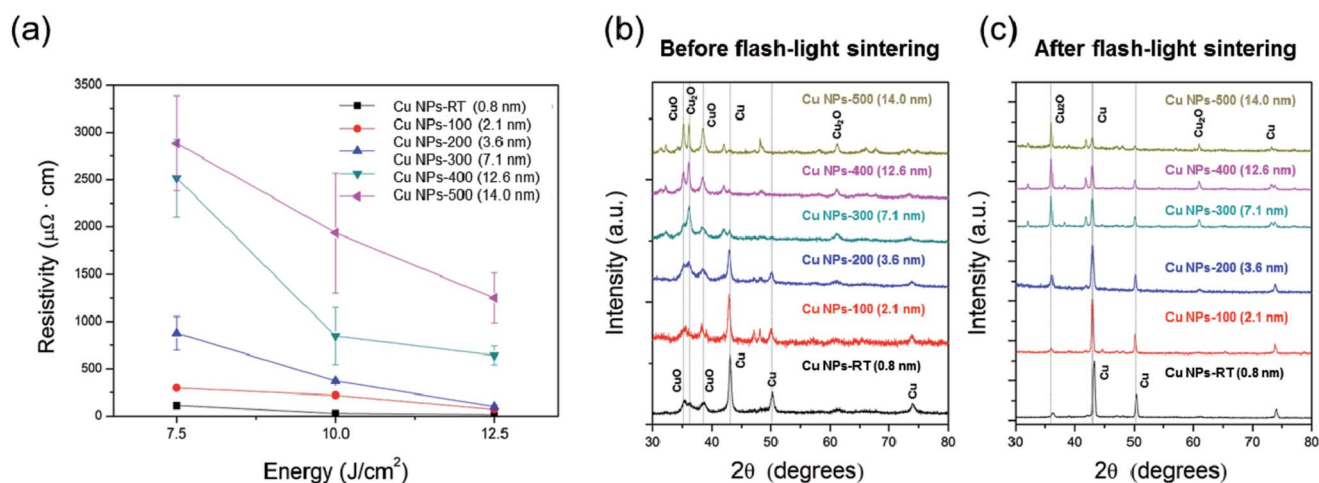 (a)
3500
3000
2500
2000
1500
1000
500
0
Resistivity (μΩ · cm)
Cu NPs-RT (0.8 nm)
Cu NPs-100 (2.1 nm)
Cu NPs-200 (3.6 nm)
Cu NPs-300 (7.1 nm)
Cu NPs-400 (12.6 nm)
Cu NPs-500 (14.0 nm)
7.5
10.0
12.5
Energy (J/cm²)
(b)
Before flash-light sintering
Intensity (a.u.)
CuO
Cu₂O
CuO
Cu
Cu₂O
Cu NPs-500 (14.0 nm)
Cu NPs-400 (12.6 nm)
Cu NPs-300 (7.1 nm)
Cu NPs-200 (3.6 nm)
Cu NPs-100 (2.1 nm)
Cu NPs-RT (0.8 nm)
CuO
CuO
Cu
Cu
Cu
30
40
50
60
70
80
2θ (degrees)
(c)
After flash-light sintering
Intensity (a.u.)
Cu₂O
Cu
Cu₂O
Cu
Cu NPs-500 (14.0 nm)
Cu NPs-400 (12.6 nm)
Cu NPs-300 (7.1 nm)
Cu NPs-200 (3.6 nm)
Cu NPs-100 (2.1 nm)
Cu NPs-RT (0.8 nm)
Cu
Cu
30
40
50
60
70
80
2θ (degrees)